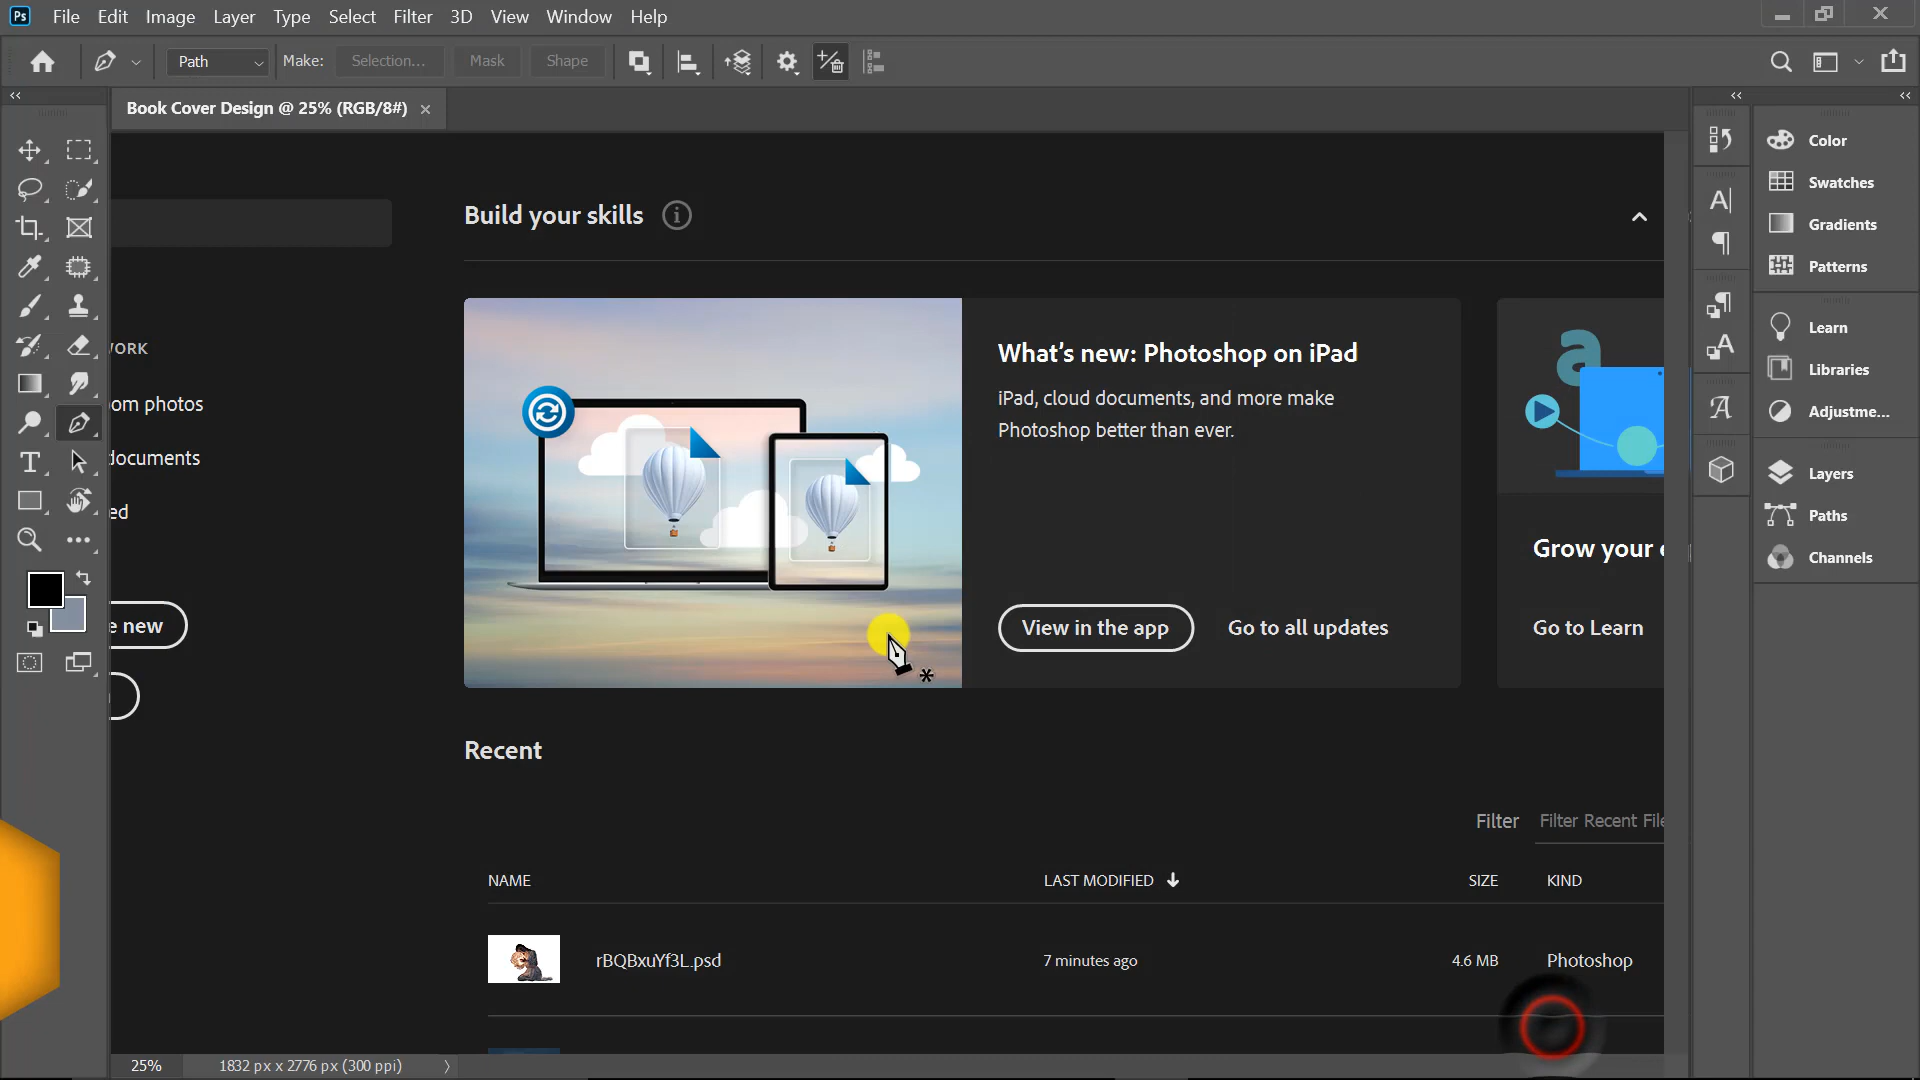 Ps File Edit Image Layer Type Select Filter 3D View Window Help
Path Make: Selection... Mask Shape
Book Cover Design @ 25% (RGB/8#) ×
Build your skills
What's new: Photoshop on iPad
iPad, cloud documents, and more make
Photoshop better than ever.
View in the app Go to all updates
Grow your
Go to Learn
ORK
om photos
documents
ed
e new
Recent
Filter Filter Recent File
NAME LAST MODIFIED SIZE KIND
rBQBxuYf3L.psd 7 minutes ago 4.6 MB Photoshop
25% 1832 px x 2776 px (300 ppi)
Color
Swatches
Gradients
Patterns
Learn
Libraries
Adjustme...
Layers
Paths
Channels